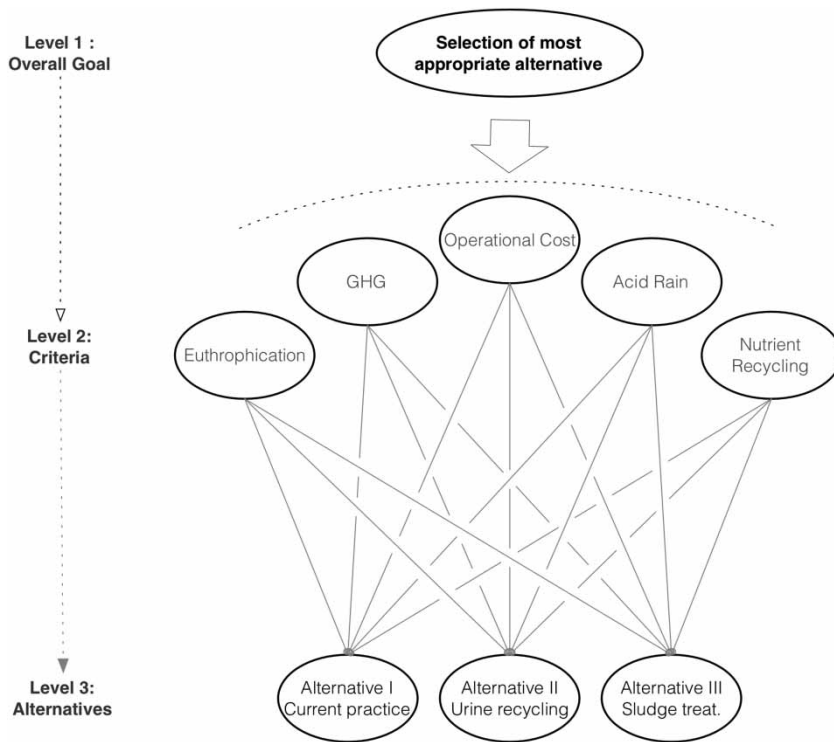 Level 1 :
Overall Goal
Selection of most
appropriate alternative
Operational Cost
GHG
Acid Rain
Level 2:
Criteria
Euthrophication
Nutrient
Recycling
Level 3:
Alternatives
Alternative I
Current practice
Alternative II
Urine recycling
Alternative III
Sludge treat.